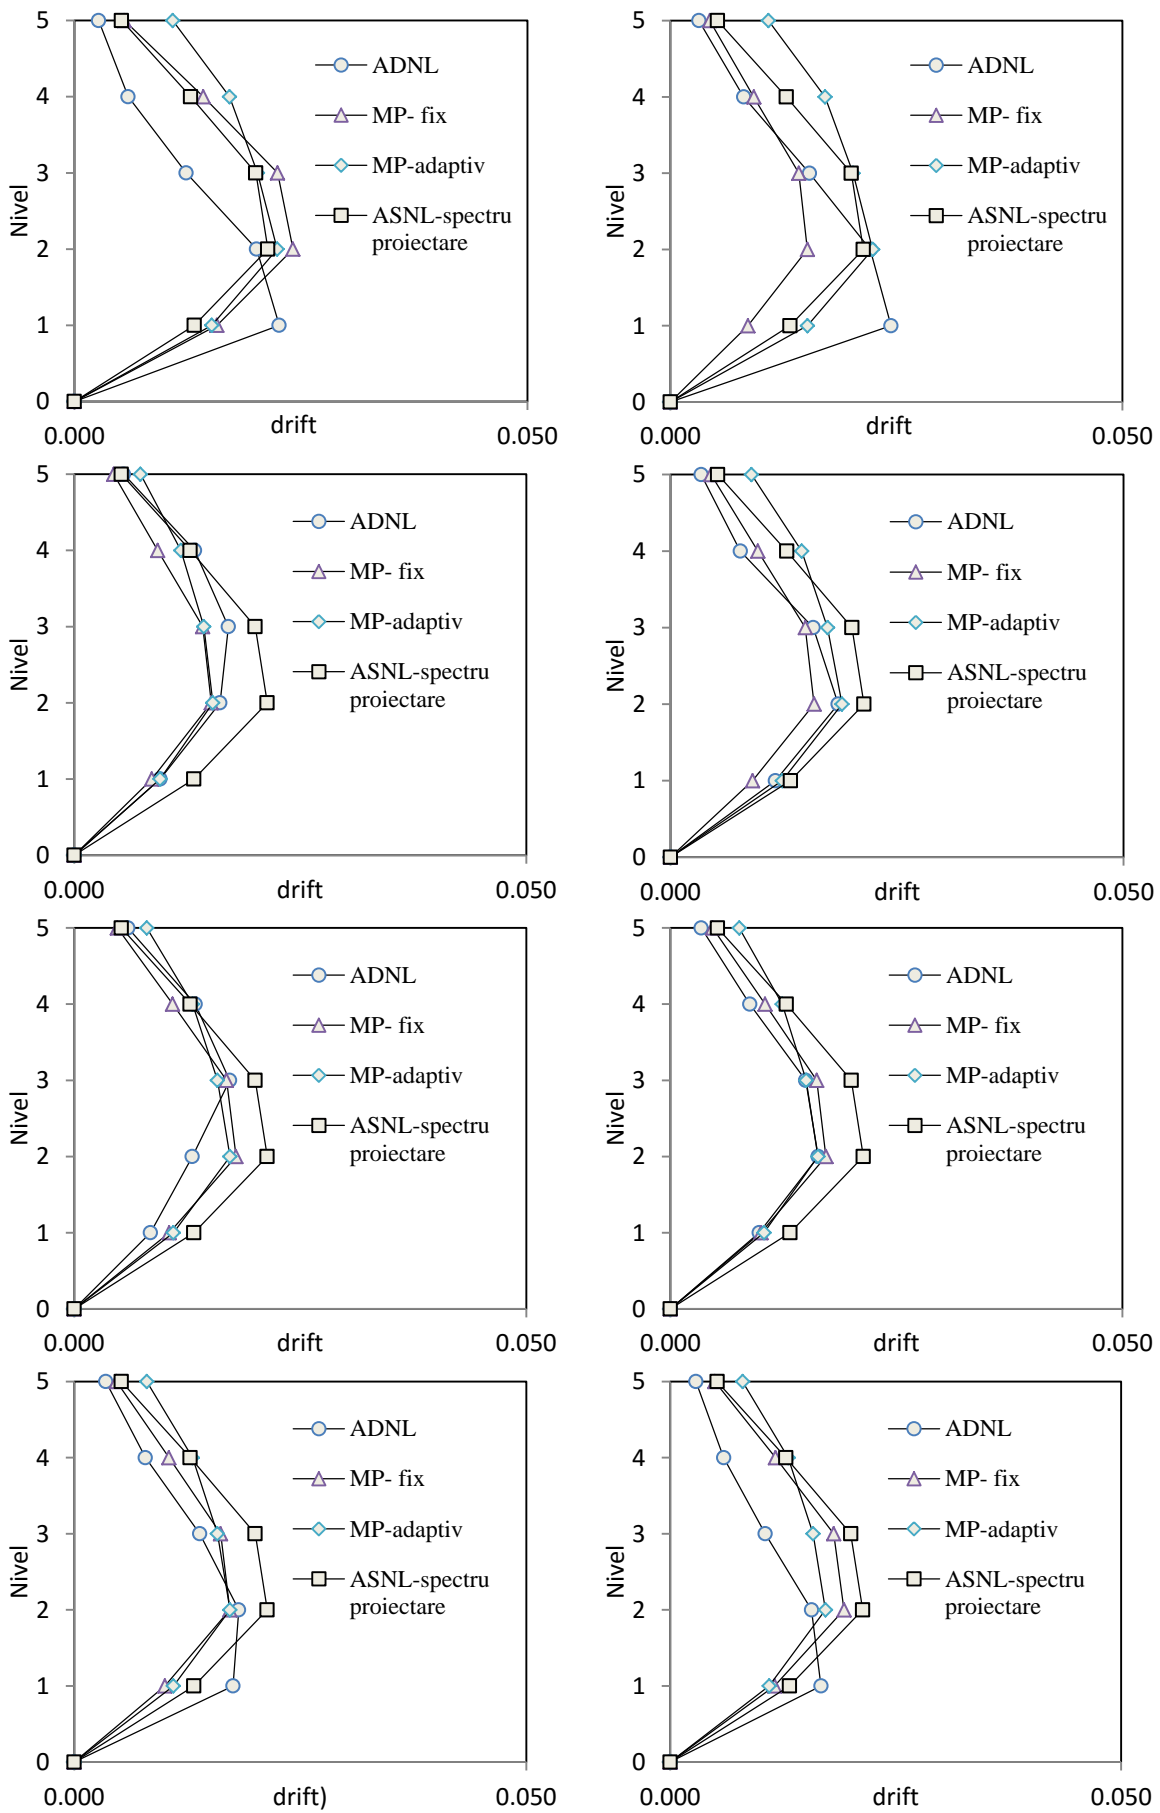 5
4
3
2
1
0
Nivel
ADNL
MP- fix
MP-adaptiv
ASNL-spectru
proiectare
drift
0.000
0.050
5
4
3
2
1
0
Nivel
ADNL
MP- fix
MP-adaptiv
ASNL-spectru
proiectare
drift
0.000
0.050
5
4
3
2
1
0
Nivel
ADNL
MP- fix
MP-adaptiv
ASNL-spectru
proiectare
0.000
drift
0.050
5
4
3
2
1
0
Nivel
ADNL
MP- fix
MP-adaptiv
ASNL-spectru
proiectare
0.000
drift
0.050
5
4
3
2
1
0
Nivel
ADNL
MP- fix
MP-adaptiv
ASNL-spectru
proiectare
0.000
drift
0.050
5
4
3
2
1
0
Nivel
ADNL
MP- fix
MP-adaptiv
ASNL-spectru
proiectare
0.000
drift
0.050
5
4
3
2
1
0
Nivel
ADNL
MP- fix
MP-adaptiv
ASNL-spectru
proiectare
0.000
drift)
0.050
5
4
3
2
1
0
Nivel
ADNL
MP- fix
MP-adaptiv
ASNL-spectru
proiectare
0.000
drift
0.050